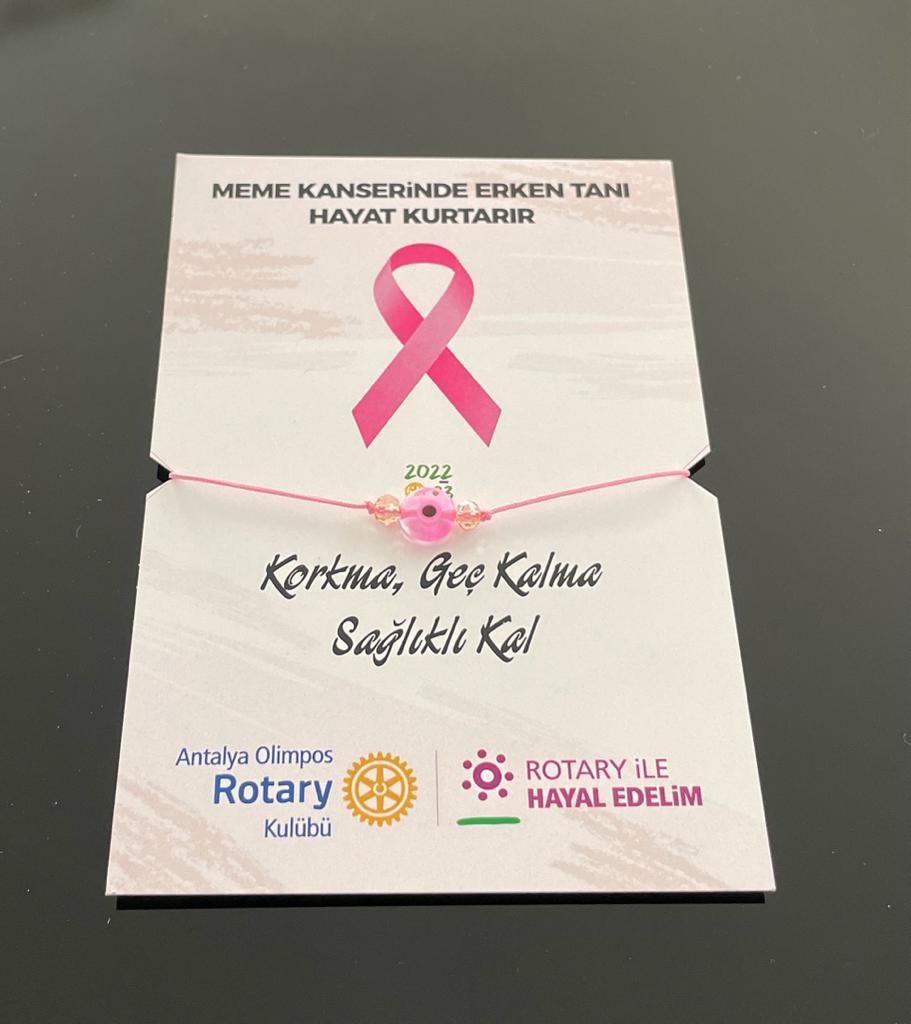 MEME KANSERİNDE ERKEN TANI
HAYAT KURTARIR
2022
Korkma, Geç Kalma
Sağlıklı Kal
Antalya Olimpos
Rotary
Kulübü
ROTARY İLE
HAYAL EDELİM